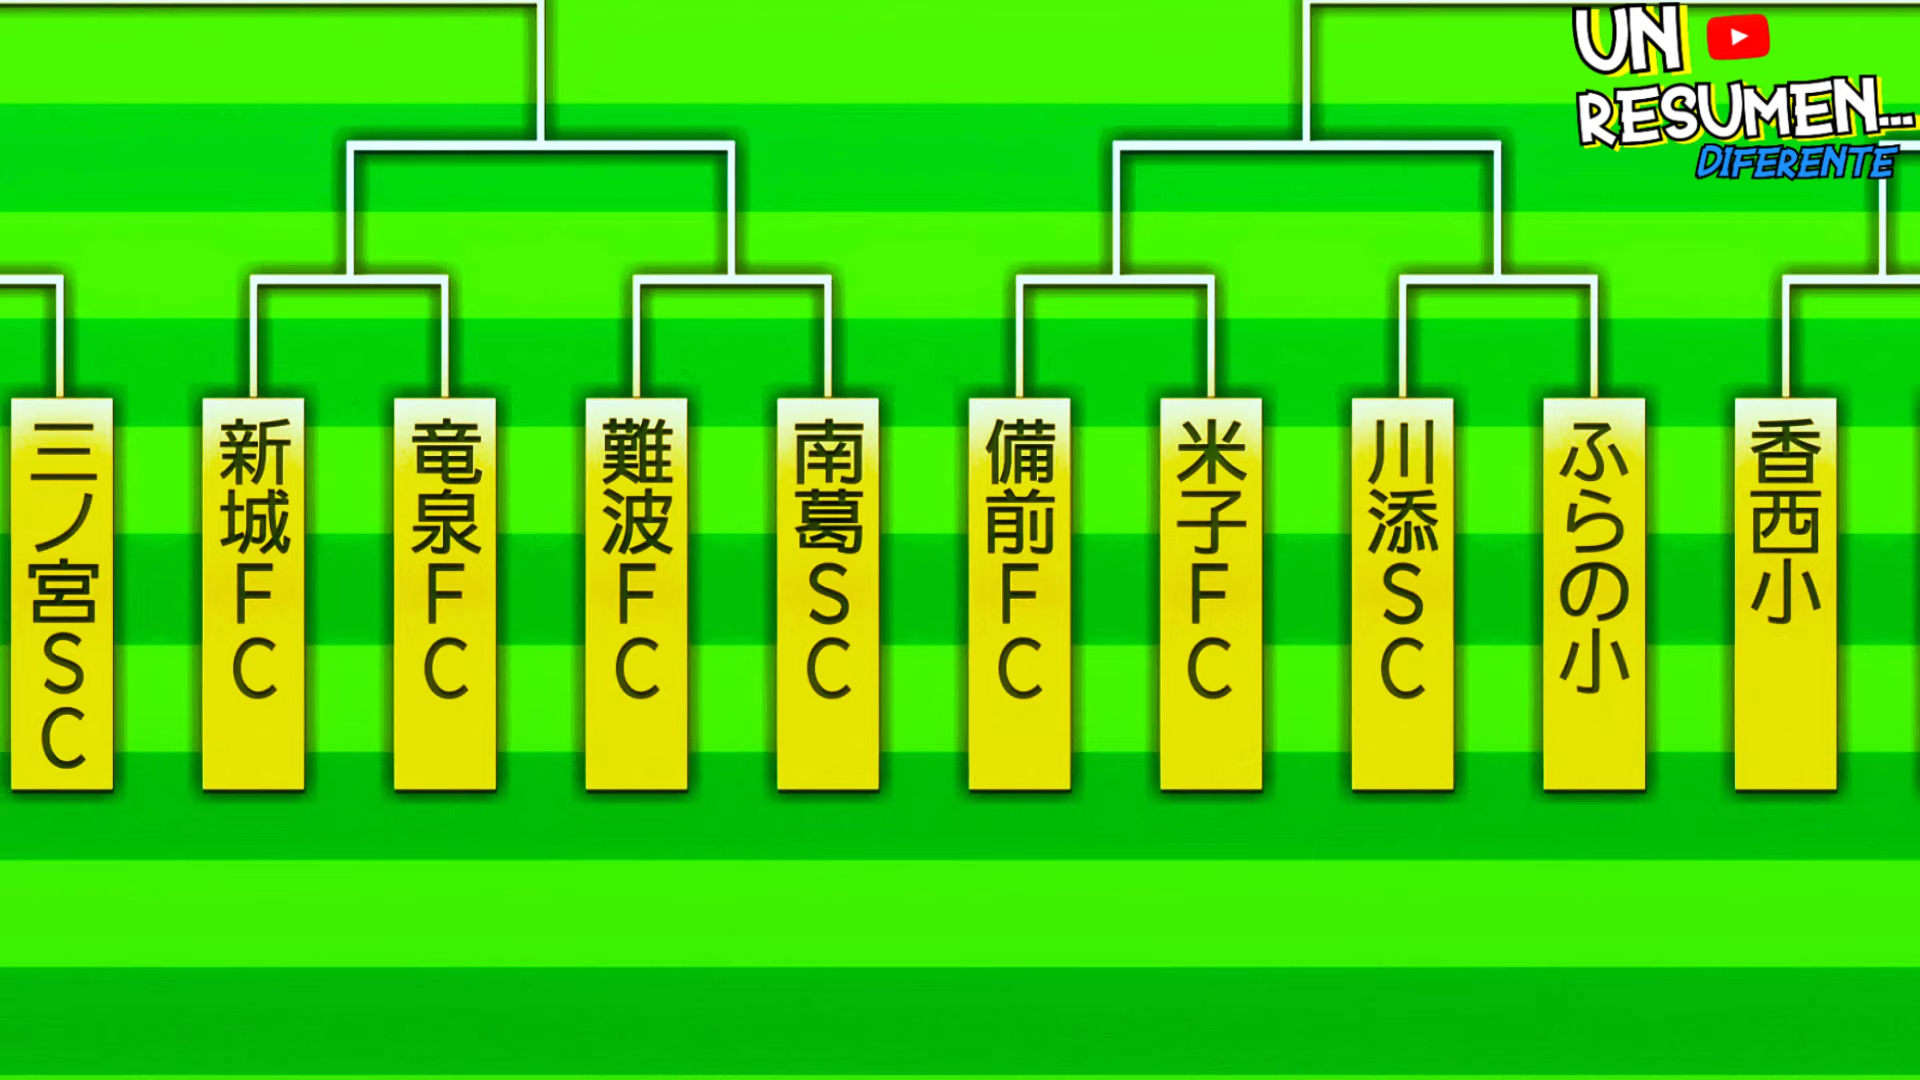 UN
RESUMEN...
DIFERENTE
三ノ宮SC
新城FC
竜泉FC
難波FC
南葛SC
備前FC
米子FC
川添SC
ふらの小
香西小